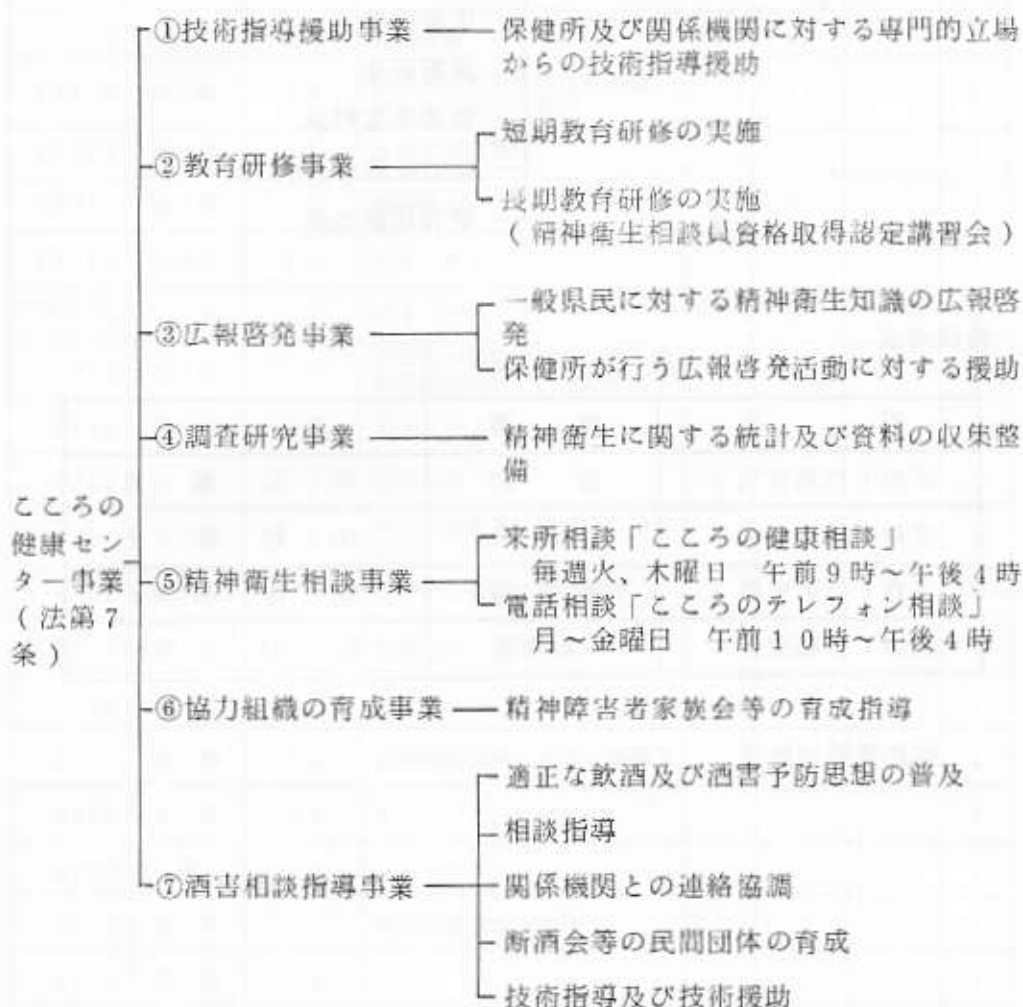 ①技術指導援助事業 保健所及び関係機関に対する専門的立場
からの技術指導援助
②教育研修事業
短期教育研修の実施
長期教育研修の実施
（精神衛生相談員資格取得認定講習会）
③広報啓発事業
一般県民に対する精神衛生知識の広報啓
発
保健所が行う広報啓発活動に対する援助
④調査研究事業 精神衛生に関する統計及び資料の収集整
備
こころの
健康セン
ター事業
（法第7
条）
⑤精神衛生相談事業
来所相談「こころの健康相談」
毎週火、木曜日 午前9時～午後4時
電話相談「こころのテレフォン相談」
月～金曜日 午前10時～午後4時
⑥協力組織の育成事業 精神障害者家族会等の育成指導
⑦酒害相談指導事業
適正な飲酒及び酒害予防思想の普及
相談指導
関係機関との連絡協調
断酒会等の民間団体の育成
技術指導及び技術援助